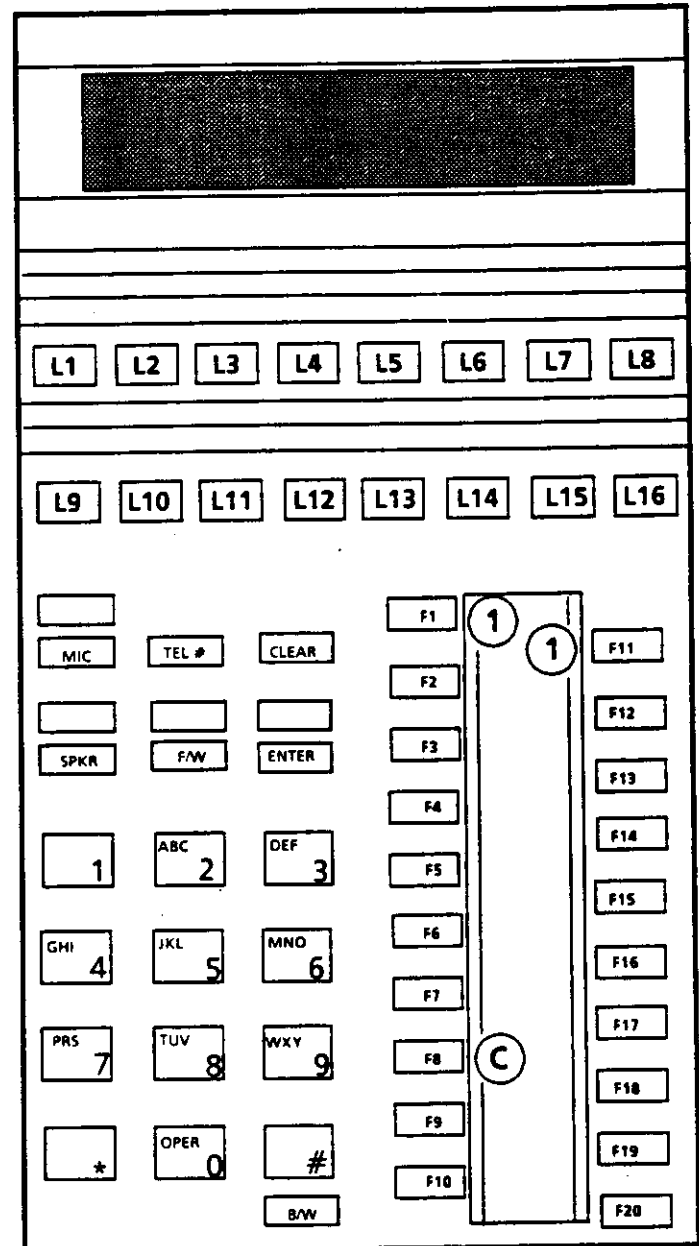 L1 L2 L3 L4 L5 L6 L7 L8
L9 L10 L11 L12 L13 L14 L15 L16
F1 1
1 F11
MIC TEL # CLEAR
F2
F12
F3
SPKR F/W ENTER
F13
F4
F14
ABC DEF
1 2 3
F5
F15
F6
GHI JKL MNO
4 5 6
F16
F7
F17
PRS TUV WXY
7 8 9
F8 C
F18
F9
OPER
F19
* 0 #
F10
B/W F20